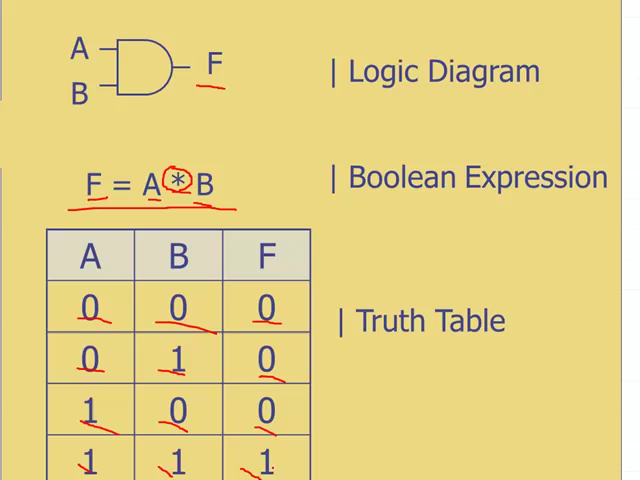 A
F
B
| Logic Diagram
F = A * B
| Boolean Expression
A B F
0 0 0
| Truth Table
0 1 0
1 0 0
1 1 1